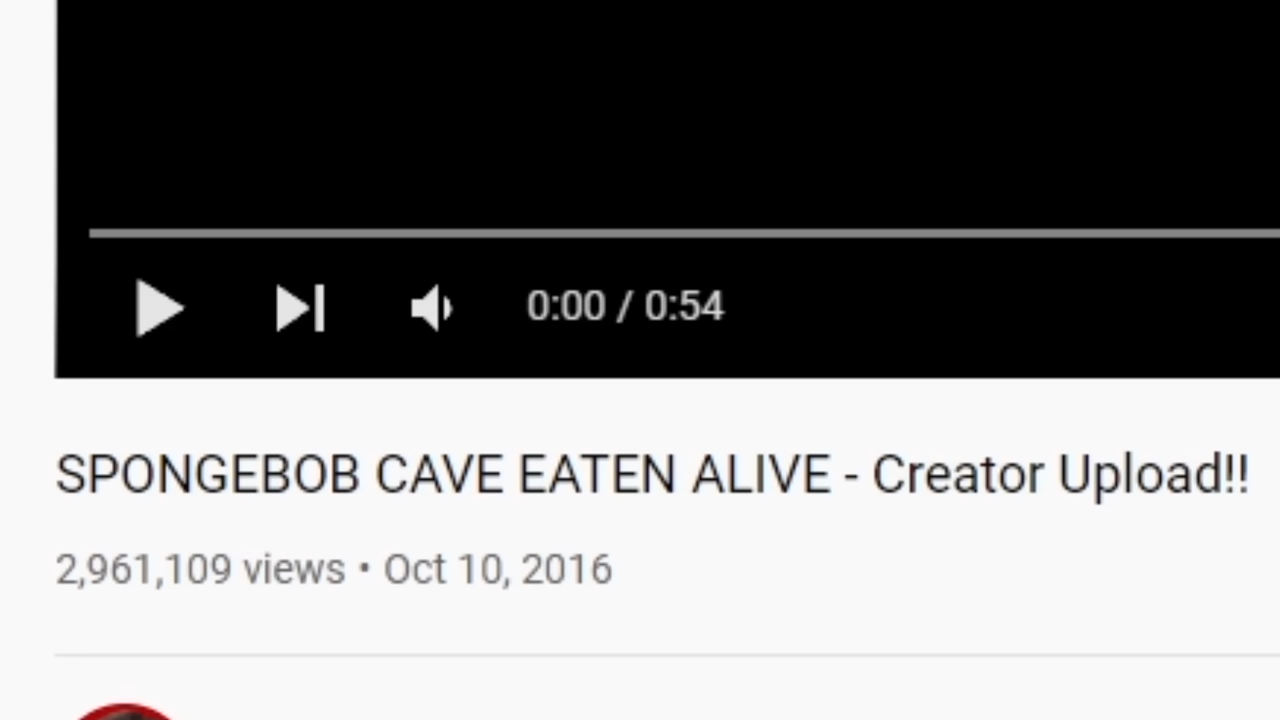 0:00 / 0:54
SPONGEBOB CAVE EATEN ALIVE - Creator Upload!!
2,961,109 views • Oct 10, 2016